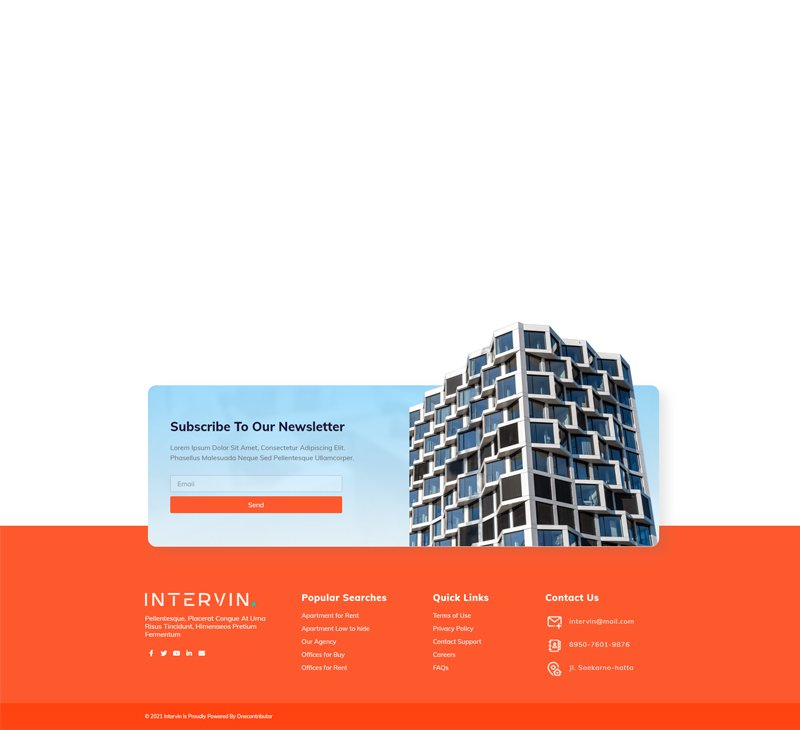 Subscribe To Our Newsletter
Lorem Ipsum Dolor Sit Amet, Consectetur Adipiscing Elit.
Phasellus Malesuada Neque Sed Pellentesque Ullamcorper.
Email
Send
INTERVIN.
Pellentesque, Placerat Congue At Urna
Risus Tincidunt, Himenaeos Pretium
Fermentum
Popular Searches
Apartment for Rent
Apartment Low to hide
Our Agency
Offices for Buy
Offices for Rent
Quick Links
Terms of Use
Privacy Policy
Contact Support
Careers
FAQs
Contact Us
intervin@mail.com
8950-7601-9876
jl. Soekarno-hatta
© 2021 Intervin Is Proudly Powered By Onecontributor